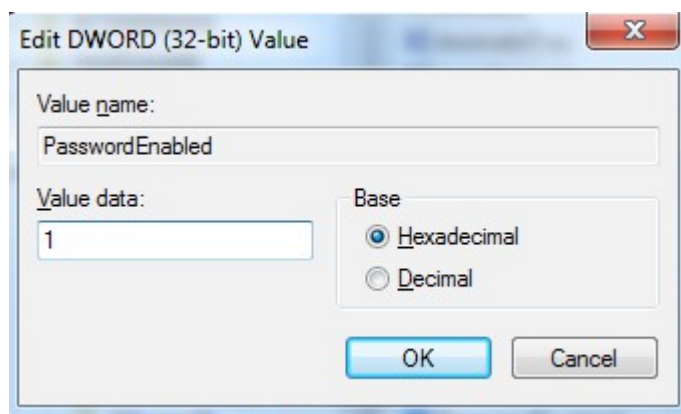 Edit DWORD (32-bit) Value
Value name:
PasswordEnabled
Value data:
1
Base
Hexadecimal
Decimal
OK
Cancel